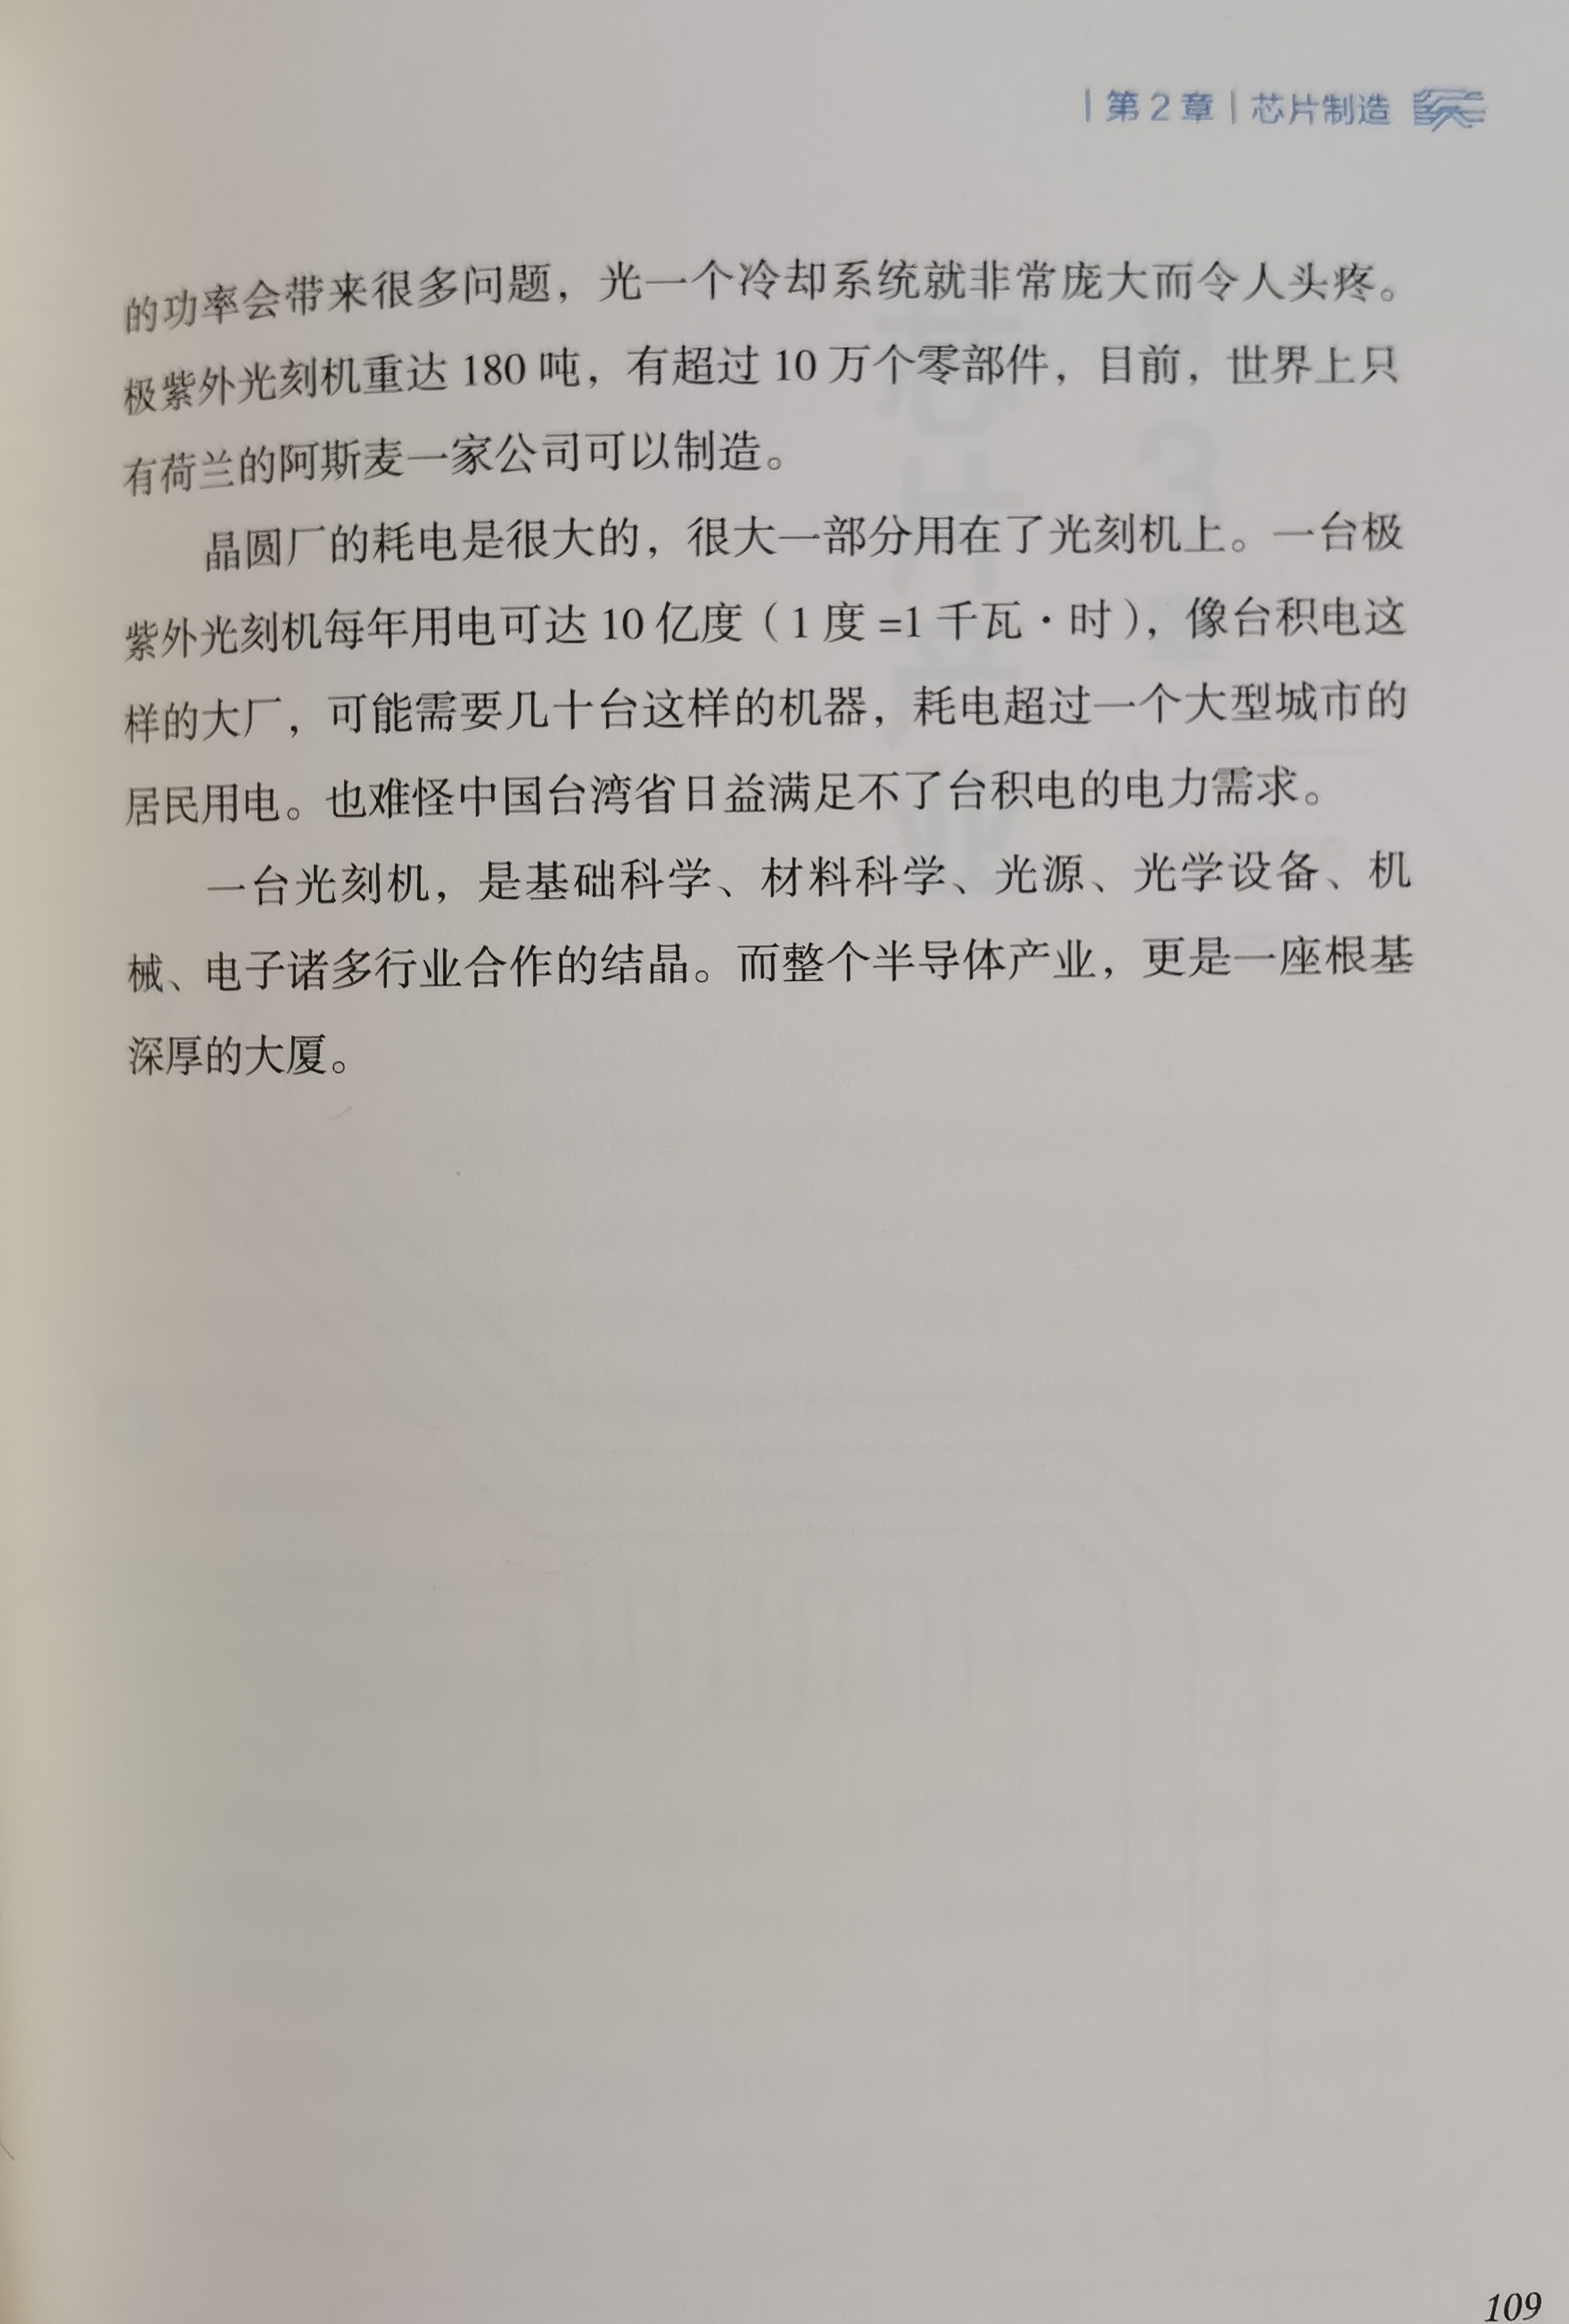 | 第2章 | 芯片制造
的功率会带来很多问题，光一个冷却系统就非常庞大而令人头疼。
极紫外光刻机重达 180 吨，有超过 10 万个零部件，目前，世界上只
有荷兰的阿斯麦一家公司可以制造。
晶圆厂的耗电是很大的，很大一部分用在了光刻机上。一台极
紫外光刻机每年用电可达 10 亿度（1 度 =1 千瓦·时），像台积电这
样的大厂，可能需要几十台这样的机器，耗电超过一个大型城市的
居民用电。也难怪中国台湾省日益满足不了台积电的电力需求。
一台光刻机，是基础科学、材料科学、光源、光学设备、机
械、电子诸多行业合作的结晶。而整个半导体产业，更是一座根基
深厚的大厦。
109